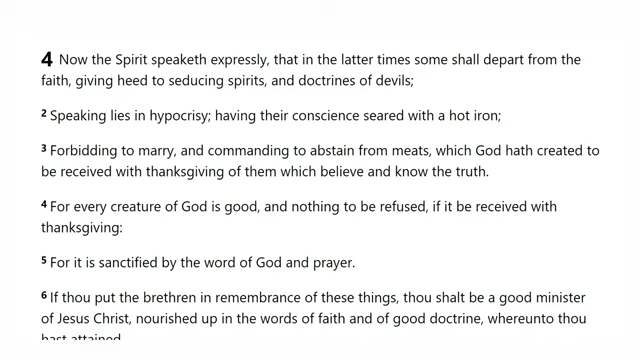 4 Now the Spirit speaketh expressly, that in the latter times some shall depart from the
faith, giving heed to seducing spirits, and doctrines of devils;
2 Speaking lies in hypocrisy; having their conscience seared with a hot iron;
3 Forbidding to marry, and commanding to abstain from meats, which God hath created to
be received with thanksgiving of them which believe and know the truth.
4 For every creature of God is good, and nothing to be refused, if it be received with
thanksgiving:
5 For it is sanctified by the word of God and prayer.
6 If thou put the brethren in remembrance of these things, thou shalt be a good minister
of Jesus Christ, nourished up in the words of faith and of good doctrine, whereunto thou
hast attained